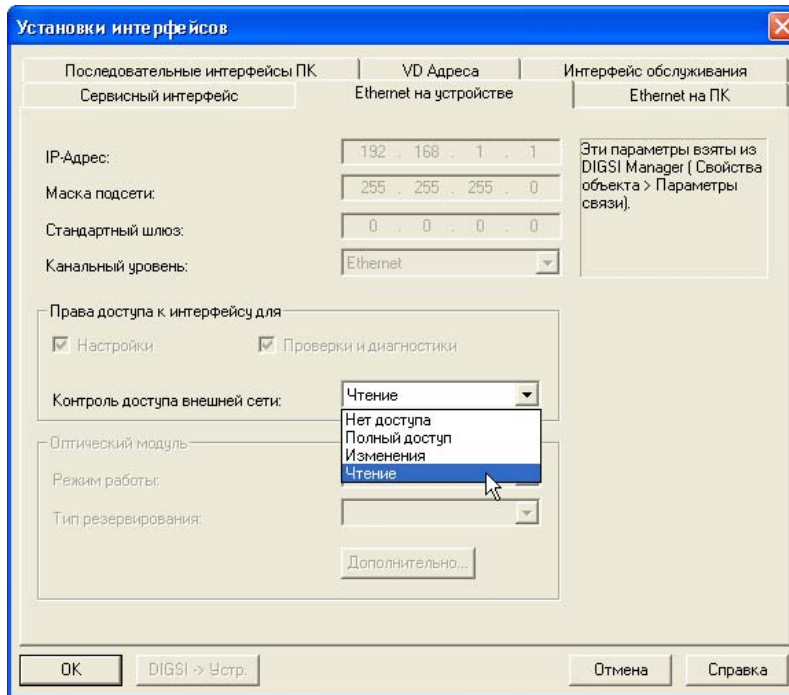 Установки интерфейсов
Последовательные интерфейсы ПК
VD Адреса
Интерфейс обслуживания
Сервисный интерфейс
Ethernet на устройстве
Ethernet на ПК
IP-Адрес:
192 . 168 . 1 . 1
Маска подсети:
255 . 255 . 255 . 0
Стандартный шлюз:
0 . 0 . 0 . 0
Канальный уровень:
Ethernet
Эти параметры взяты из
DIGSI Manager ( Свойства
объекта > Параметры
связи).
Права доступа к интерфейсу для
Настройки
Проверки и диагностики
Контроль доступа внешней сети:
Чтение
Нет доступа
Полный доступ
Изменения
Чтение
Оптический модуль
Режим работы:
Тип резервирования:
Дополнительно...
OK
DIGSI -> Устр.
Отмена
Справка